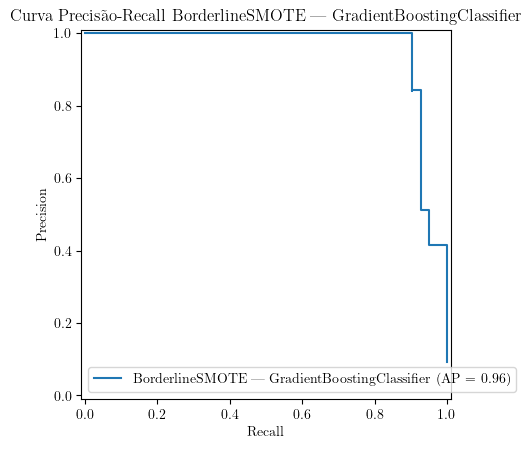 Curva Precisão-Recall BorderlineSMOTE — GradientBoostingClassifier
1.0
0.8
0.6
0.4
0.2
0.0
Precision
BorderlineSMOTE — GradientBoostingClassifier (AP = 0.96)
0.0 0.2 0.4 0.6 0.8 1.0
Recall